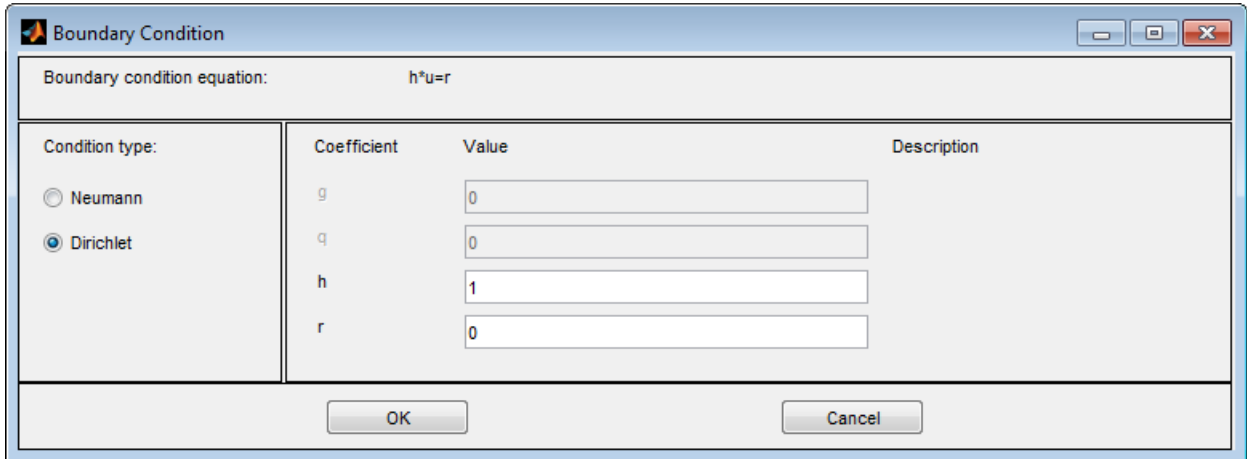 Boundary Condition
Boundary condition equation: h*u=r
Condition type:
Neumann
Dirichlet
Coefficient Value Description
g 0
q 0
h 1
r 0
OK Cancel